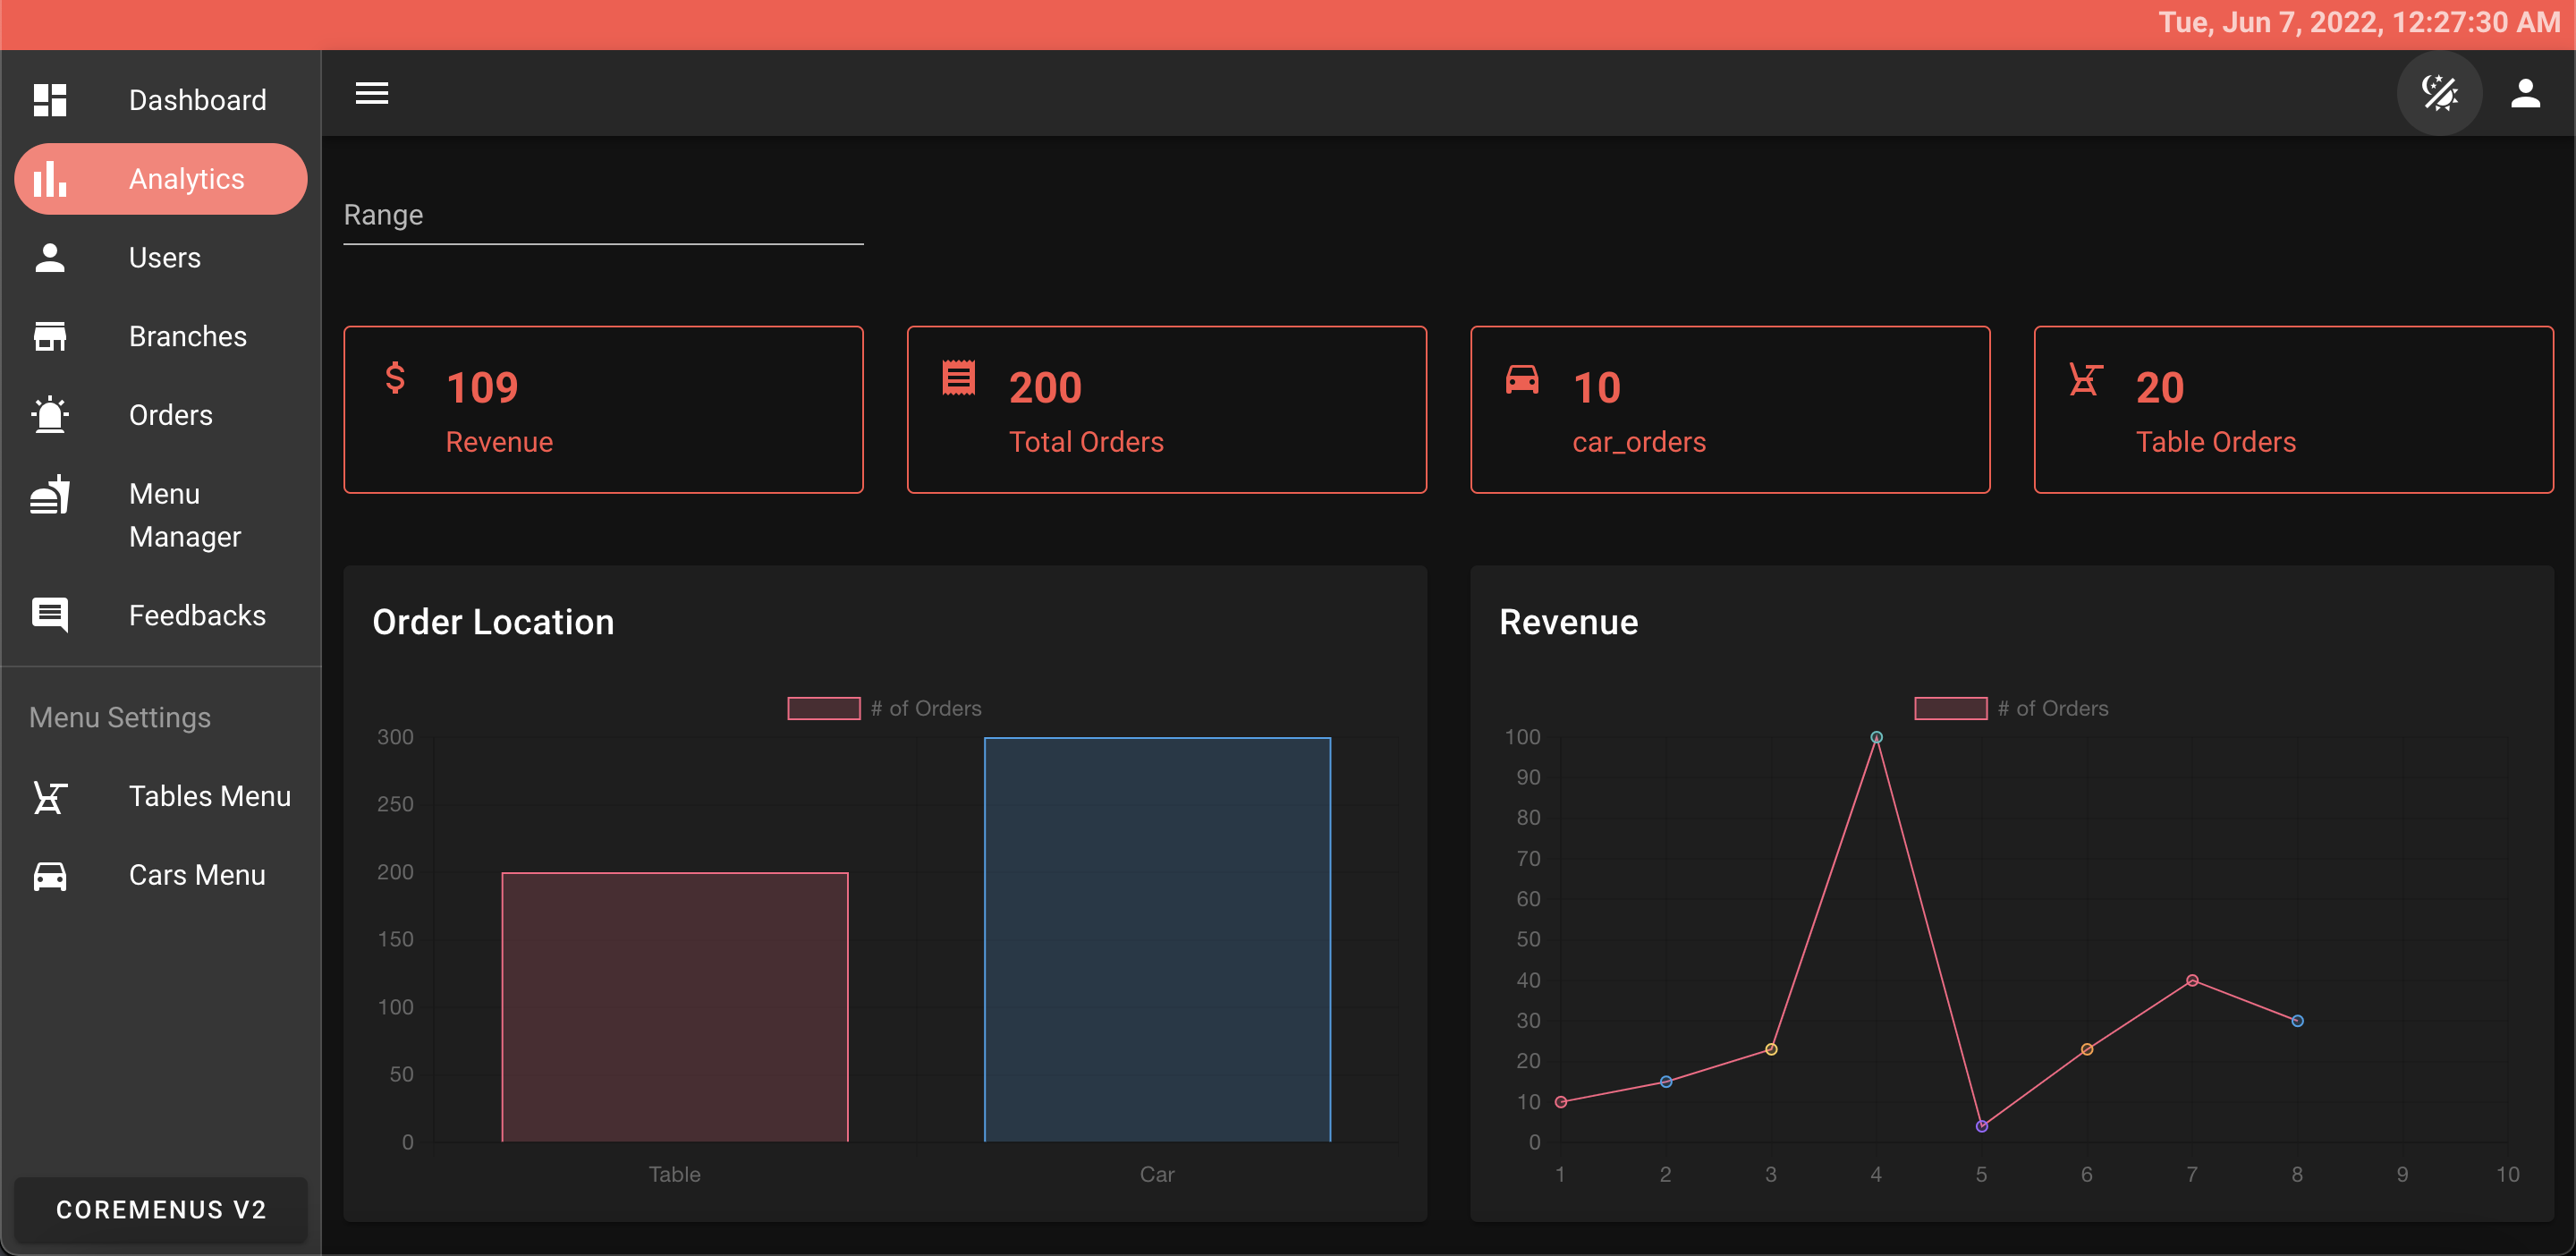 Tue, Jun 7, 2022, 12:27:30 AM
Dashboard
Analytics
Users
Branches
Orders
Menu
Manager
Feedbacks
Menu Settings
Tables Menu
Cars Menu
COREMENUS V2
Range
109
Revenue
200
Total Orders
10
car_orders
20
Table Orders
Order Location
# of Orders
300
250
200
150
100
50
0
Table Car
Revenue
# of Orders
100
90
80
70
60
50
40
30
20
10
0
1 2 3 4 5 6 7 8 9 10